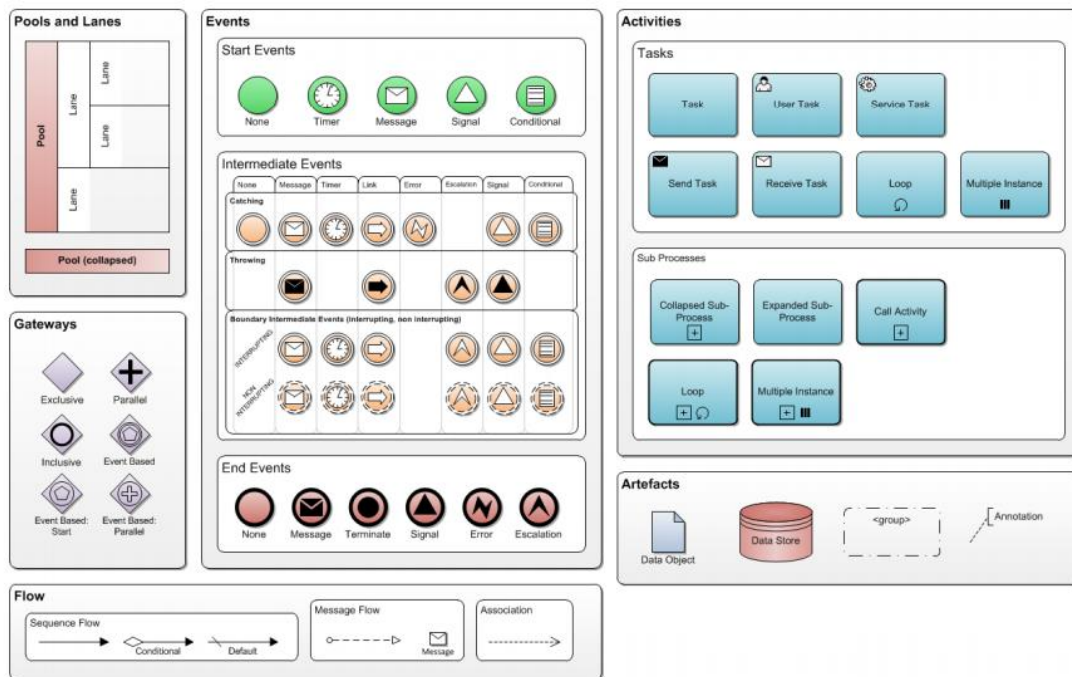 Pools and Lanes
Pool
Lane
Lane
Lane
Lane
Pool (collapsed)
Gateways
Exclusive
Parallel
Inclusive
Event Based
Event Based:
Start
Event Based:
Parallel
Events
Start Events
None
Timer
Message
Signal
Conditional
Intermediate Events
None
Message
Timer
Link
Error
Escalation
Signal
Conditional
Catching
Throwing
Boundary Intermediate Events (interrupting, non interrupting)
INTERRUPTING
NON
INTERRUPTING
End Events
None
Message
Terminate
Signal
Error
Escalation
Activities
Tasks
Task
User Task
Service Task
Send Task
Receive Task
Loop
Multiple Instance
Sub Processes
Collapsed Sub-
Process
Expanded Sub-
Process
Call Activity
Loop
Multiple Instance
Artefacts
Data Object
Data Store
<group>
Annotation
Flow
Sequence Flow
Conditional
Default
Message Flow
Message
Association